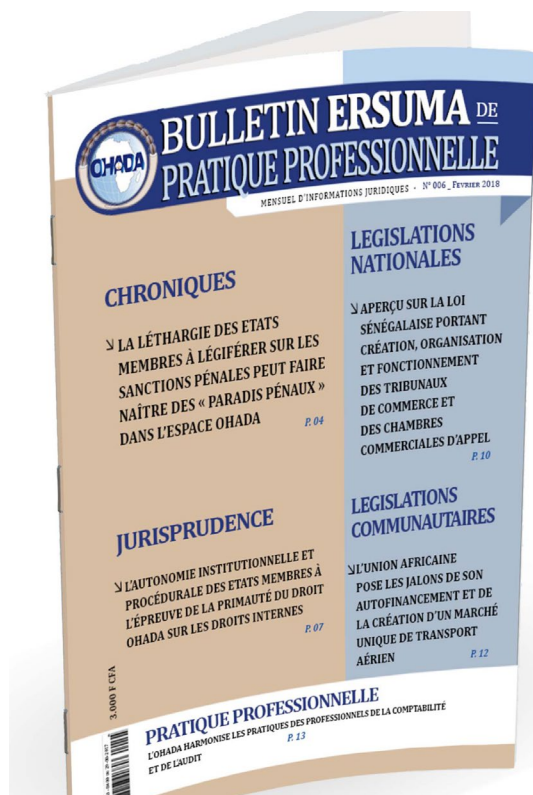 OHADA
BULLETIN ERSUMA DE
PRATIQUE PROFESSIONNELLE
MENSUEL D'INFORMATIONS JURIDIQUES - N° 006_FEVRIER 2018
CHRONIQUES
LA LÉTHARGIE DES ETATS
MEMBRES À LÉGIFÉRER SUR LES
SANCTIONS PÉNALES PEUT FAIRE
NAÎTRE DES « PARADIS PÉNAUX »
DANS L'ESPACE OHADA P. 04
JURISPRUDENCE
L'AUTONOMIE INSTITUTIONNELLE ET
PROCÉDURALE DES ETATS MEMBRES À
L'ÉPREUVE DE LA PRIMAUTÉ DU DROIT
OHADA SUR LES DROITS INTERNES
P. 07
LEGISLATIONS
NATIONALES
APERÇU SUR LA LOI
SÉNÉGALAISE PORTANT
CRÉATION, ORGANISATION
ET FONCTIONNEMENT
DES TRIBUNAUX
DE COMMERCE ET
DES CHAMBRES
COMMERCIALES D'APPEL
P. 10
LEGISLATIONS
COMMUNAUTAIRES
L'UNION AFRICAINE
POSE LES JALONS DE SON
AUTOFINANCEMENT ET DE
LA CRÉATION D'UN MARCHÉ
UNIQUE DE TRANSPORT
AÉRIEN P. 12
3.000 F CFA
PRATIQUE PROFESSIONNELLE
L'OHADA HARMONISE LES PRATIQUES DES PROFESSIONNELS DE LA COMPTABILITÉ
ET DE L'AUDIT P. 13